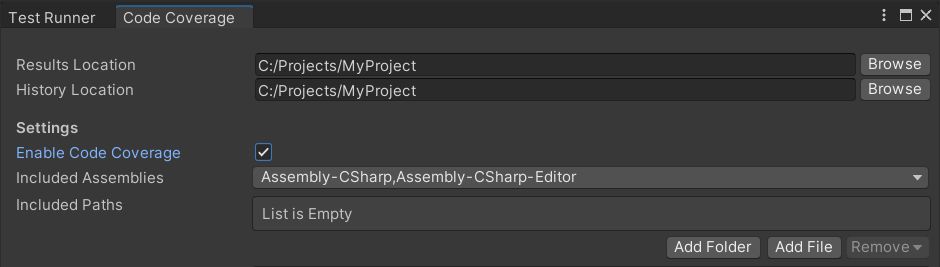 Test Runner Code Coverage
Results Location C:/Projects/MyProject Browse
History Location C:/Projects/MyProject Browse
Settings
Enable Code Coverage
Included Assemblies Assembly-CSharp,Assembly-CSharp-Editor
Included Paths List is Empty
Add Folder Add File Remove